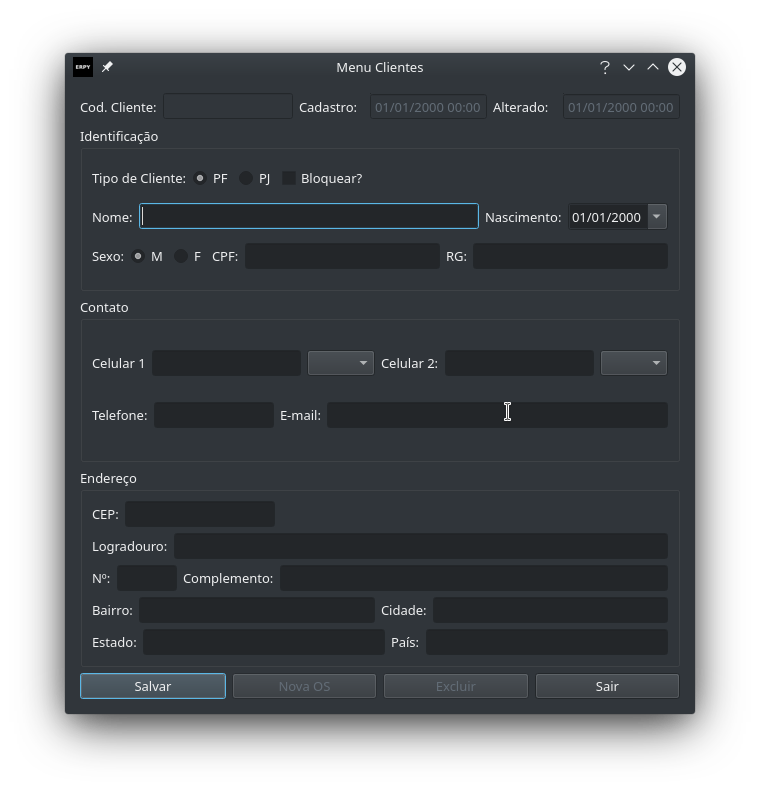 ERPY Menu Clientes ?
Cod. Cliente: Cadastro: 01/01/2000 00:00 Alterado: 01/01/2000 00:00
Identificação
Tipo de Cliente: PF PJ Bloquear?
Nome: Nascimento: 01/01/2000
Sexo: M F CPF: RG:
Contato
Celular 1 Celular 2:
Telefone: E-mail:
Endereço
CEP:
Logradouro:
Nº: Complemento:
Bairro: Cidade:
Estado: País:
Salvar Nova OS Excluir Sair